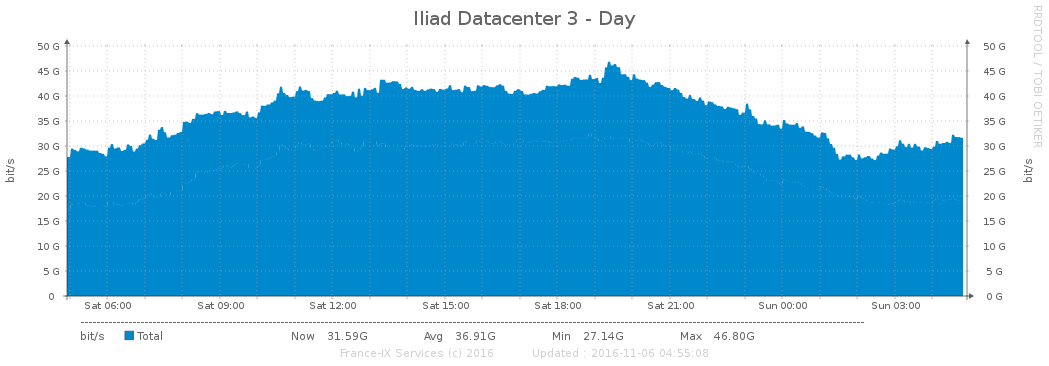 Iliad Datacenter 3 - Day
RRDTOOL / TOBI OETIKER
bit/s
50 G
45 G
40 G
35 G
30 G
25 G
20 G
15 G
10 G
5 G
0
50 G
45 G
40 G
35 G
30 G
25 G
20 G
15 G
10 G
5 G
0 G
bit/s
Sat 06:00 Sat 09:00 Sat 12:00 Sat 15:00 Sat 18:00 Sat 21:00 Sun 00:00 Sun 03:00
bit/s Total Now 31.59G Avg 36.91G Min 27.14G Max 46.80G
France-IX Services (c) 2016 Updated : 2016-11-06 04:55:08